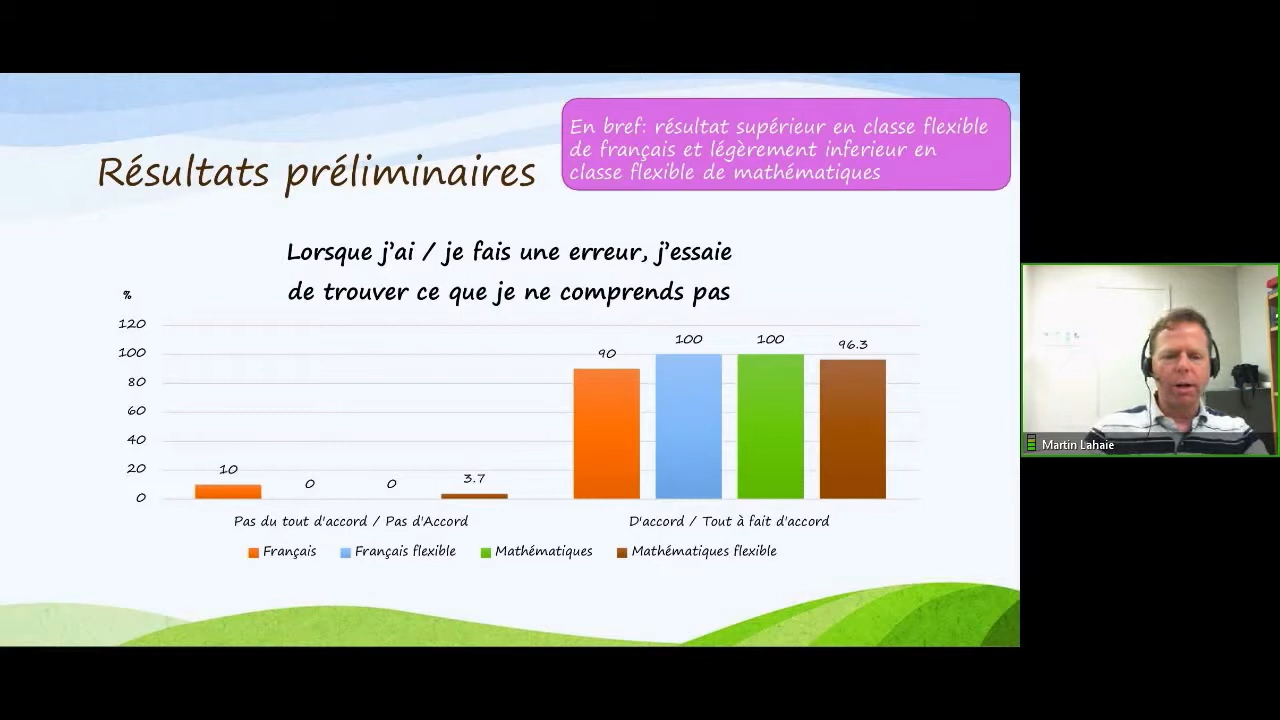 En bref: résultat supérieur en classe flexible
de français et légèrement inferieur en
classe flexible de mathématiques
Résultats préliminaires
Lorsque j'ai / je fais une erreur, j'essaie
de trouver ce que je ne comprends pas
%
120
100
80
60
40
20
0
10
0
0
3.7
90
100
100
96.3
Pas du tout d'accord / Pas d'Accord
D'accord / Tout à fait d'accord
Français
Français flexible
Mathématiques
Mathématiques flexible
Martin Lahaie